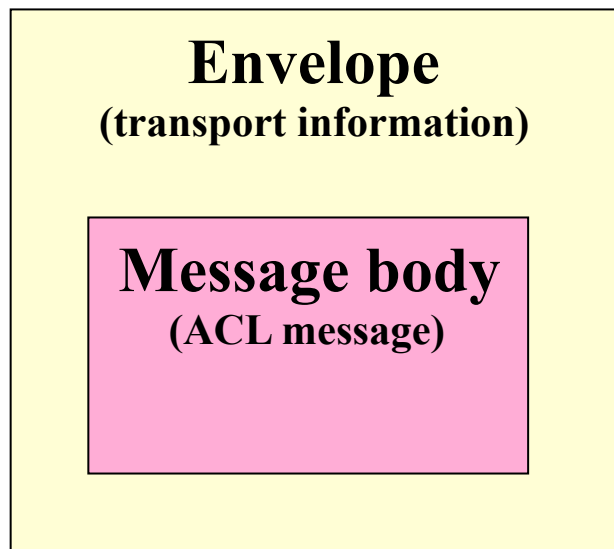 Envelope
(transport information)
Message body
(ACL message)